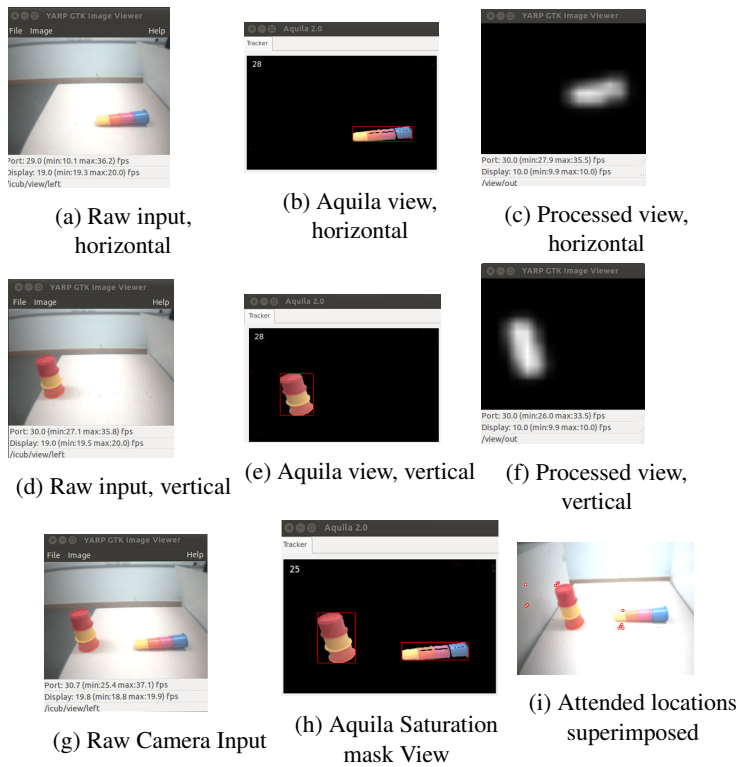 YARP GTK Image Viewer
File Image Help
Port: 29.0 (min:10.1 max:36.2) fps
Display: 19.0 (min:19.3 max:20.0) fps
/icub/view/left
(a) Raw input,
horizontal
Aquila 2.0
Tracker
28
(b) Aquila view,
horizontal
YARP GTK Image Viewer
Port: 30.0 (min:27.9 max:35.5) fps
Display: 10.0 (min:9.9 max:10.0) fps
/view/out
(c) Processed view,
horizontal
YARP GTK Image Viewer
File Image Help
Port: 30.0 (min:27.1 max:35.8) fps
Display: 19.0 (min:19.5 max:20.0) fps
/icub/view/left
(d) Raw input, vertical
Aquila 2.0
Tracker
28
(e) Aquila view, vertical
YARP GTK Image Viewer
Port: 30.0 (min:26.0 max:33.5) fps
Display: 10.0 (min:9.9 max:10.0) fps
/view/out
(f) Processed view,
vertical
YARP GTK Image Viewer
File Image Help
Port: 30.7 (min:25.4 max:37.1) fps
Display: 19.8 (min:18.8 max:19.9) fps
/icub/view/left
(g) Raw Camera Input
Aquila 2.0
Tracker
25
(h) Aquila Saturation
mask View
(i) Attended locations
superimposed